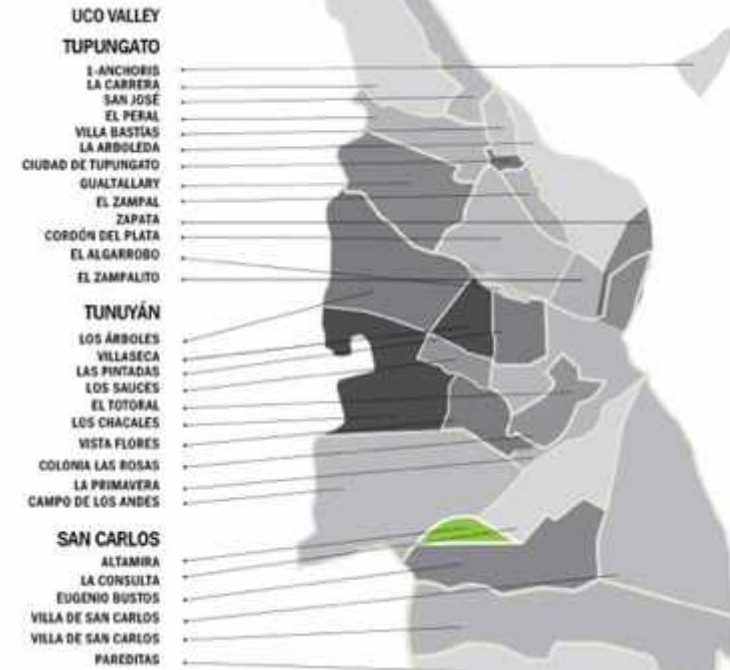 UCO VALLEY
TUPUNGATO
1-ANCHORIS
LA CARRERA
SAN JOSÉ
EL PERAL
VILLA BASTÍAS
LA ARBOLEDA
CIUDAD DE TUPUNGATO
GUALTALLARY
EL ZAMPAL
ZAPATA
CORDÓN DEL PLATA
EL ALGARROBO
EL ZAMPALITO
TUNUYÁN
LOS ÁRBOLES
VILLASECA
LAS PINTADAS
LOS SAUCES
EL TOTORAL
LOS CHACALES
VISTA FLORES
COLONIA LAS ROSAS
LA PRIMAVERA
CAMPO DE LOS ANDES
SAN CARLOS
ALTAMIRA
LA CONSULTA
EUGENIO BUSTOS
VILLA DE SAN CARLOS
VILLA DE SAN CARLOS
PAREDITAS